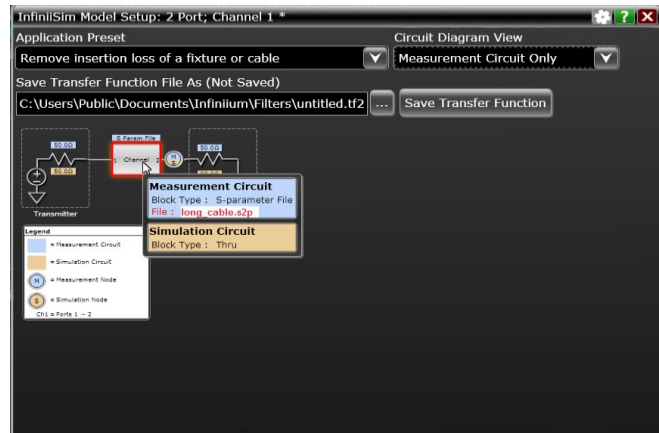 InfiniiSim Model Setup: 2 Port; Channel 1 *
?
X
Application Preset
Circuit Diagram View
Remove insertion loss of a fixture or cable
Measurement Circuit Only
Save Transfer Function File As (Not Saved)
C:\Users\Public\Documents\Infiniium\Filters\untitled.tf2
...
Save Transfer Function
50.0Ω
S Param File
50.0Ω
1 Channel 2
M
S
50.0Ω
Transmitter
Measurement Circuit
Block Type : S-parameter File
File : long_cable.s2p
Simulation Circuit
Block Type : Thru
Legend
= Measurement Circuit
= Simulation Circuit
M = Measurement Node
S = Simulation Node
Ch1 = Ports 1 - 2